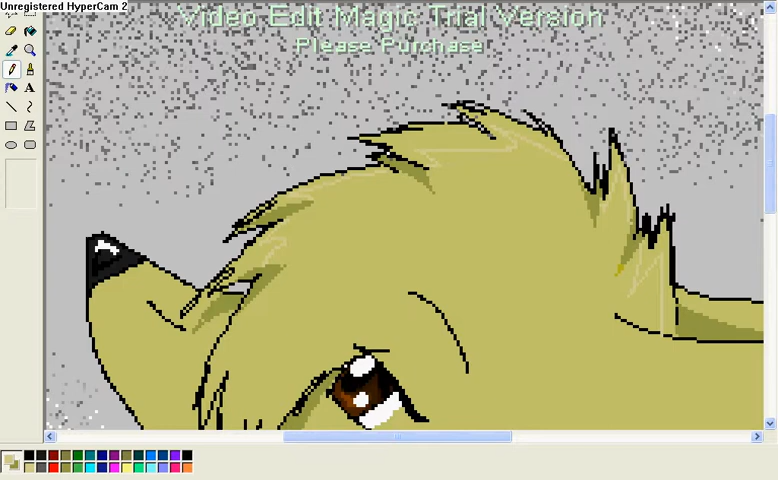 Unregistered HyperCam 2
Video Edit Magic Trial Version
Please Purchase
A